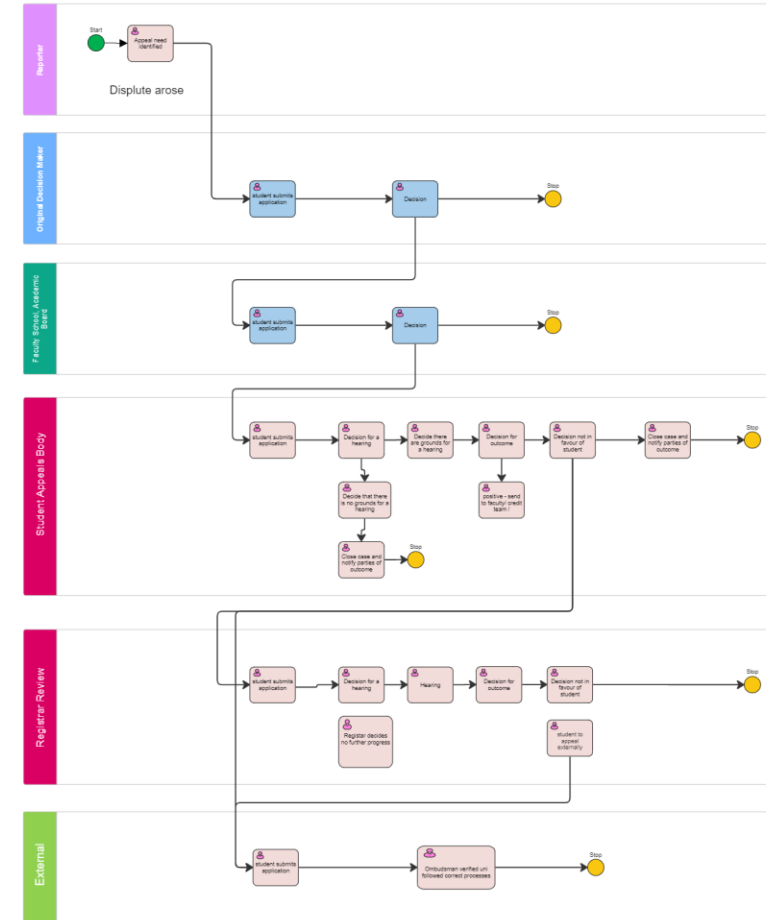 Reporter
Start
Appeal need
identified
Displute arose
Original Decision Maker
student submits
application
Decision
Stop
Faculty School, Academic
Board
student submits
application
Decision
Stop
Student Appeals Body
student submits
application
Decision for a
hearing
Decide there
are grounds for
a hearing
Decision for
outcome
Decision not in
favour of
student
Close case and
notify parties of
outcome
Stop
Decide that there
is no grounds for a
hearing
positive - send
to faculty/ credit
team /
Close case and
notify parties of
outcome
Stop
Registrar Review
student submits
application
Decision for a
hearing
Hearing
Decision for
outcome
Decision not in
favour of
student
Stop
Registar decides
no further progress
student to
appeal
externally
External
student submits
application
Ombudsman verified uni
followed correct processes
Stop